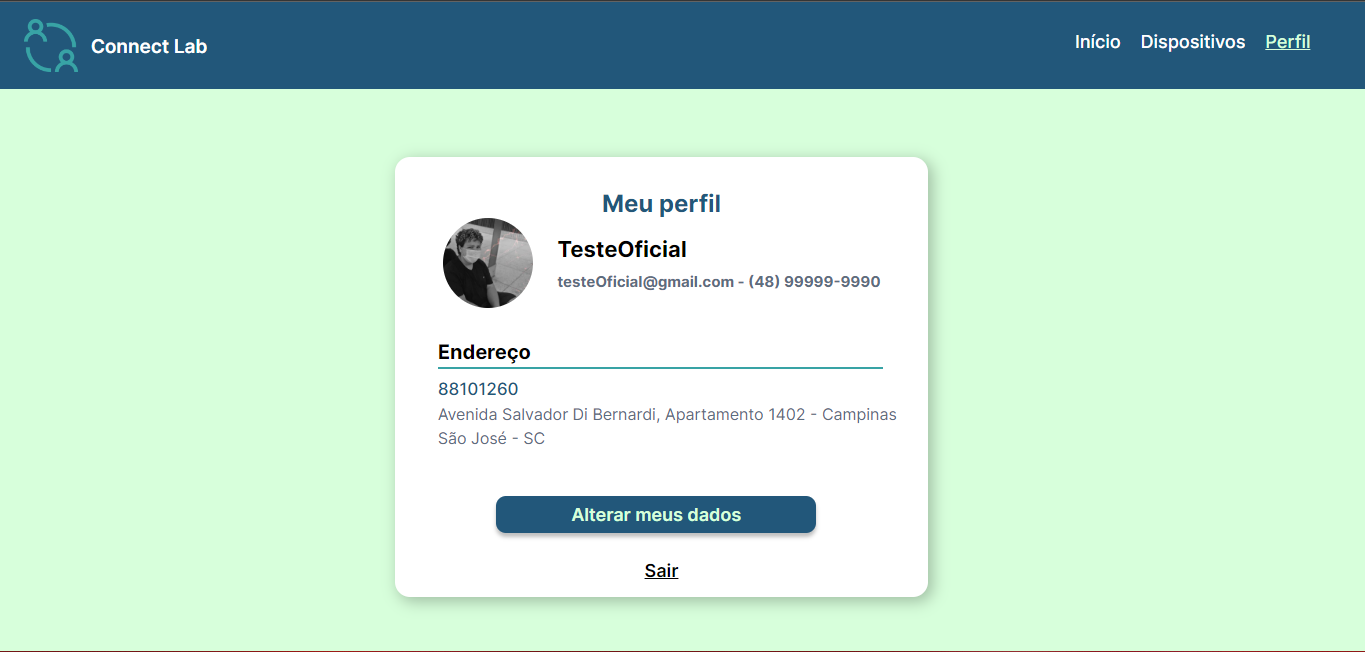 Connect Lab
Início Dispositivos Perfil
Meu perfil
TesteOficial
testeOficial@gmail.com - (48) 99999-9990
Endereço
88101260
Avenida Salvador Di Bernardi, Apartamento 1402 - Campinas
São José - SC
Alterar meus dados
Sair